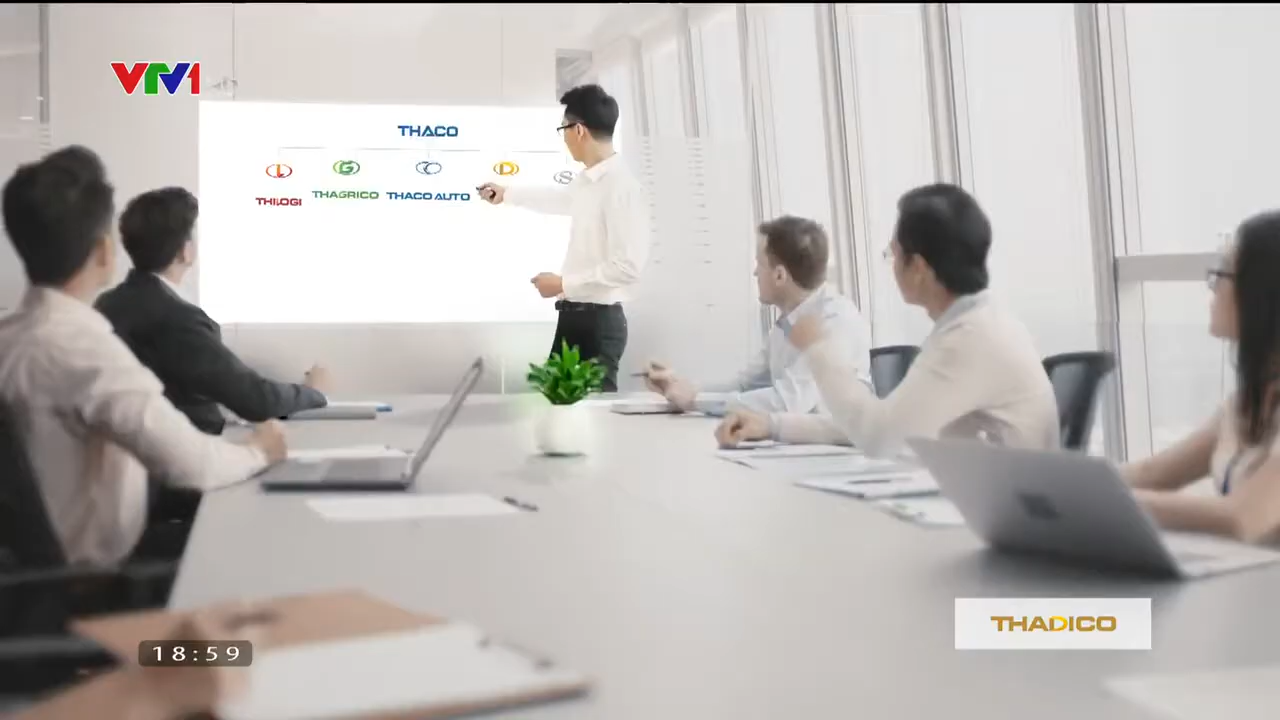 VTV1
THACO
THILOGI
THAGRICO
THACO AUTO
THADICO
18:59